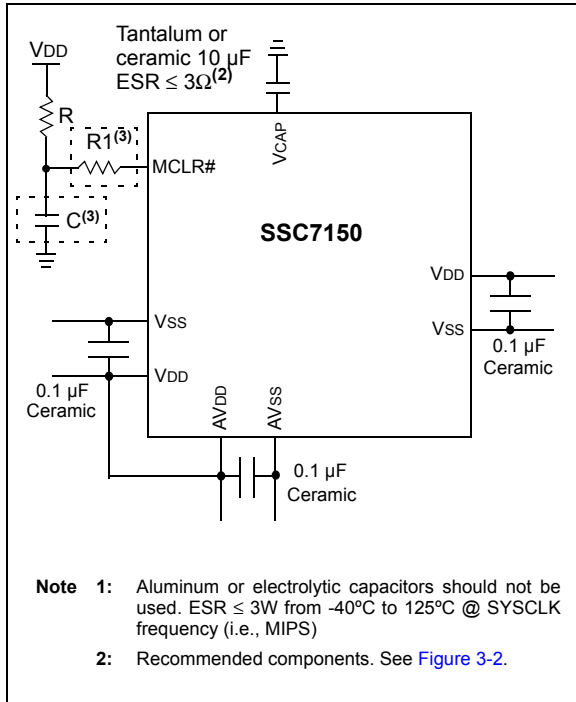 Tantalum or
ceramic 10 µF
ESR ≤ 3Ω(2)
VDD
R
R1(3)
MCLR#
C(3)
VCAP
SSC7150
VDD
VSS
0.1 µF
Ceramic
VSS
VDD
0.1 µF
Ceramic
AVDD
AVSS
0.1 µF
Ceramic
Note 1: Aluminum or electrolytic capacitors should not be
used. ESR ≤ 3W from -40ºC to 125ºC @ SYSCLK
frequency (i.e., MIPS)
2: Recommended components. See Figure 3-2.